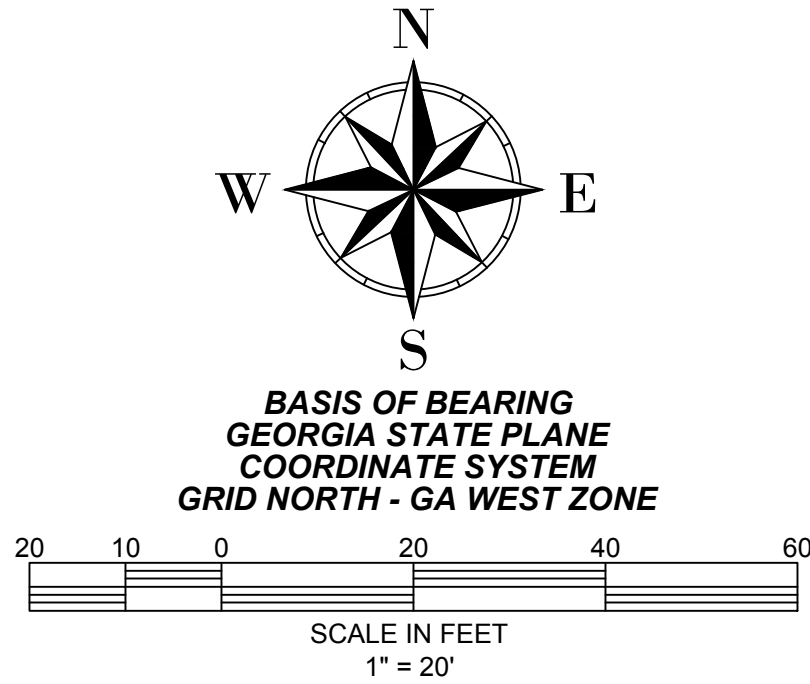 N
W E
S
BASIS OF BEARING
GEORGIA STATE PLANE
COORDINATE SYSTEM
GRID NORTH - GA WEST ZONE
20 10 0 20 40 60
SCALE IN FEET
1" = 20'